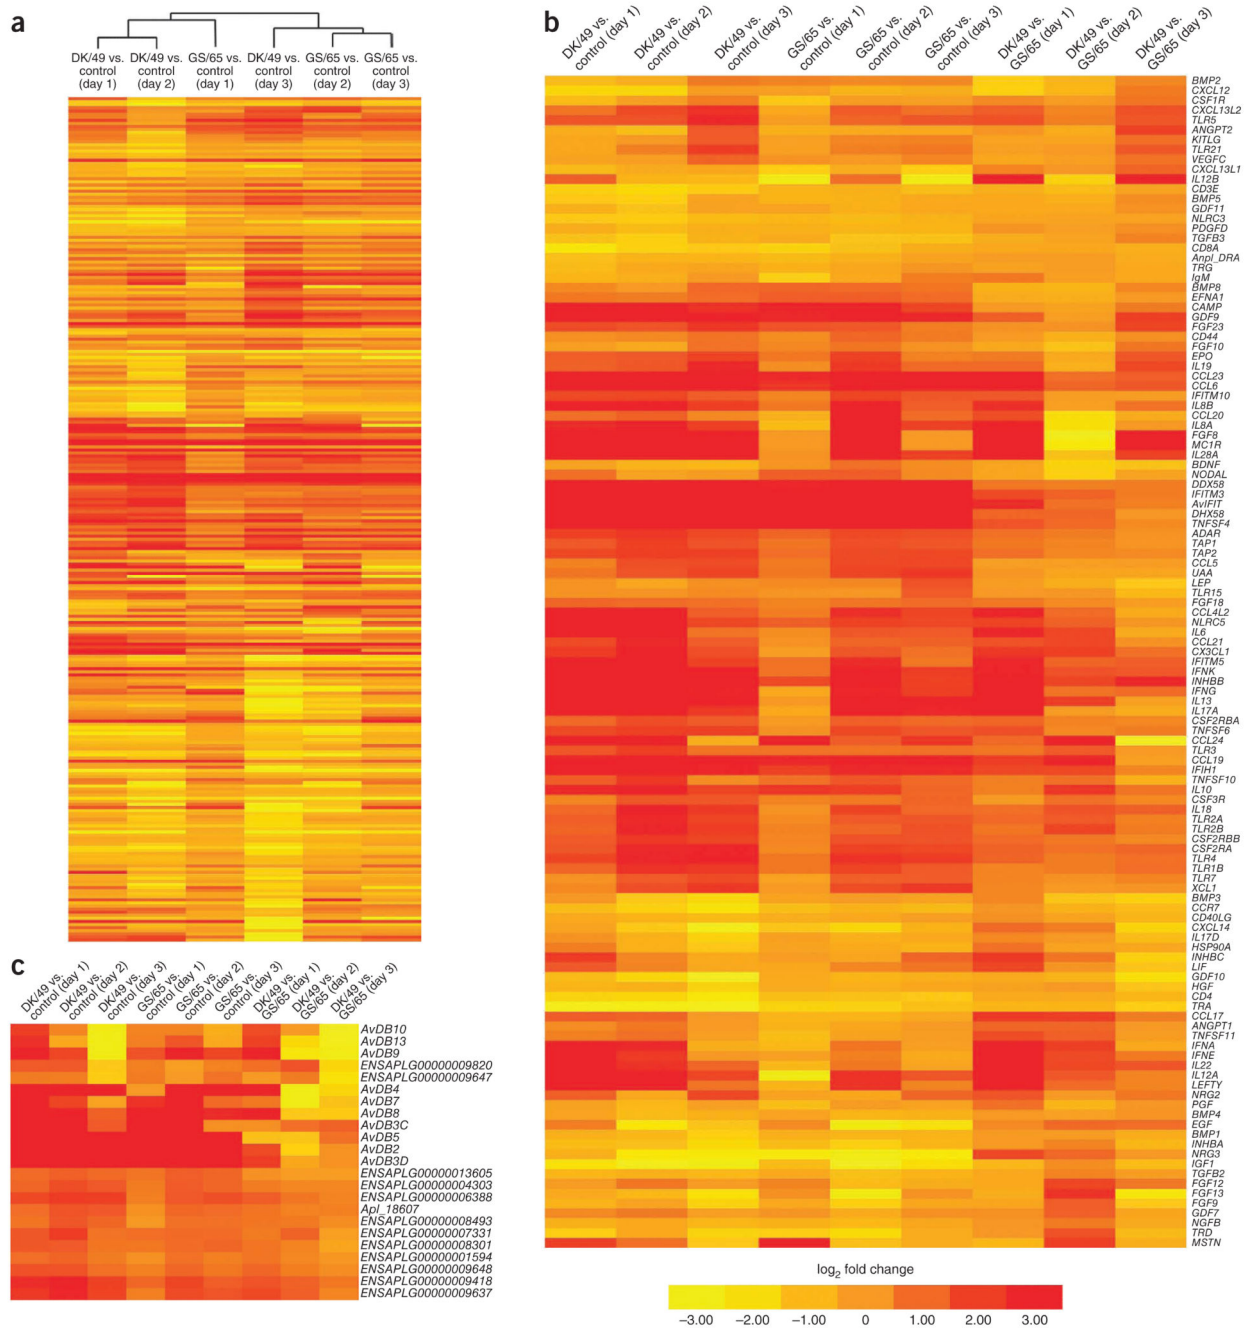 a
DK/49 vs.
control
(day 1)
DK/49 vs.
control
(day 2)
GS/65 vs.
control
(day 1)
DK/49 vs.
control
(day 3)
GS/65 vs.
control
(day 2)
GS/65 vs.
control
(day 3)
b
DK/49 vs.
control (day 1)
DK/49 vs.
control (day 2)
DK/49 vs.
control (day 3)
GS/65 vs.
control (day 1)
GS/65 vs.
control (day 2)
GS/65 vs.
control (day 3)
DK/49 vs.
GS/65 (day 1)
DK/49 vs.
GS/65 (day 2)
DK/49 vs.
GS/65 (day 3)
BMP2
CXCL12
CSF1R
CXCL13L2
TLR5
ANGPT2
KITLG
TLR21
VEGFC
CXCL13L1
IL12B
CD3E
BMP5
GDF11
NLRC3
PDGFD
TGFB3
CD8A
Anpl_DRA
TRG
IgM
BMP8
EFNA1
CAMP
GDF9
FGF23
CD44
FGF10
EPO
IL19
CCL23
CCL6
IFITM10
IL8B
CCL20
IL8A
FGF8
MC1R
IL28A
BDNF
NODAL
DDX58
IFITM3
AvIFIT
DHX58
TNFSF4
ADAR
TAP1
TAP2
CCL5
UAA
LEP
TLR15
FGF18
CCL4L2
NLRC5
IL6
CCL21
CX3CL1
IFITM5
IFNK
INHBB
IFNG
IL13
IL17A
CSF2RBA
TNFSF6
CCL24
TLR3
CCL19
IFIH1
TNFSF10
IL10
CSF3R
IL18
TLR2A
TLR2B
CSF2RBB
CSF2RA
TLR4
TLR1B
TLR7
XCL1
BMP3
CCR7
CD40LG
CXCL14
IL17D
HSP90A
INHBC
LIF
GDF10
HGF
CD4
TRA
CCL17
ANGPT1
TNFSF11
IFNA
IFNE
IL22
IL12A
LEFTY
NRG2
PGF
BMP4
EGF
BMP1
INHBA
NRG3
IGF1
TGFB2
FGF12
FGF13
FGF9
GDF7
NGFB
TRD
MSTN
c
DK/49 vs.
control (day 1)
DK/49 vs.
control (day 2)
DK/49 vs.
control (day 3)
GS/65 vs.
control (day 1)
GS/65 vs.
control (day 2)
GS/65 vs.
control (day 3)
DK/49 vs.
GS/65 (day 1)
DK/49 vs.
GS/65 (day 2)
DK/49 vs.
GS/65 (day 3)
AvDB10
AvDB13
AvDB9
ENSAPLG00000009820
ENSAPLG00000009647
AvDB4
AvDB7
AvDB8
AvDB3C
AvDB5
AvDB2
AvDB3D
ENSAPLG00000013605
ENSAPLG00000004303
ENSAPLG00000006388
Apl_18607
ENSAPLG00000008493
ENSAPLG00000007331
ENSAPLG00000008301
ENSAPLG00000001594
ENSAPLG00000009648
ENSAPLG00000009418
ENSAPLG00000009637
log2 fold change
–3.00 –2.00 –1.00 0 1.00 2.00 3.00